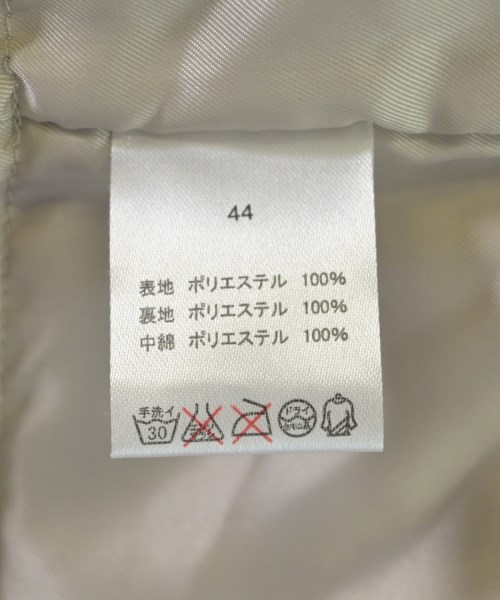 44
表地 ポリエステル 100%
裏地 ポリエステル 100%
中綿 ポリエステル 100%
手洗イ
30
ドライ